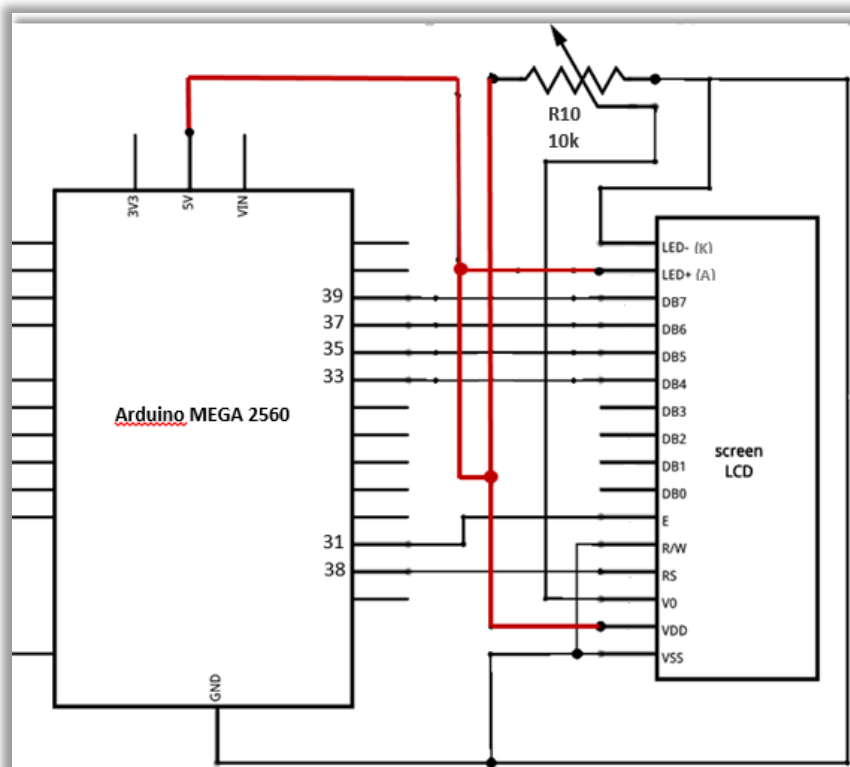 R10
10k
3V3
5V
VIN
LED- (K)
LED+ (A)
39
DB7
37
DB6
35
DB5
33
DB4
Arduino MEGA 2560
DB3
DB2
screen
LCD
DB1
DB0
E
31
R/W
38
RS
V0
VDD
VSS
GND